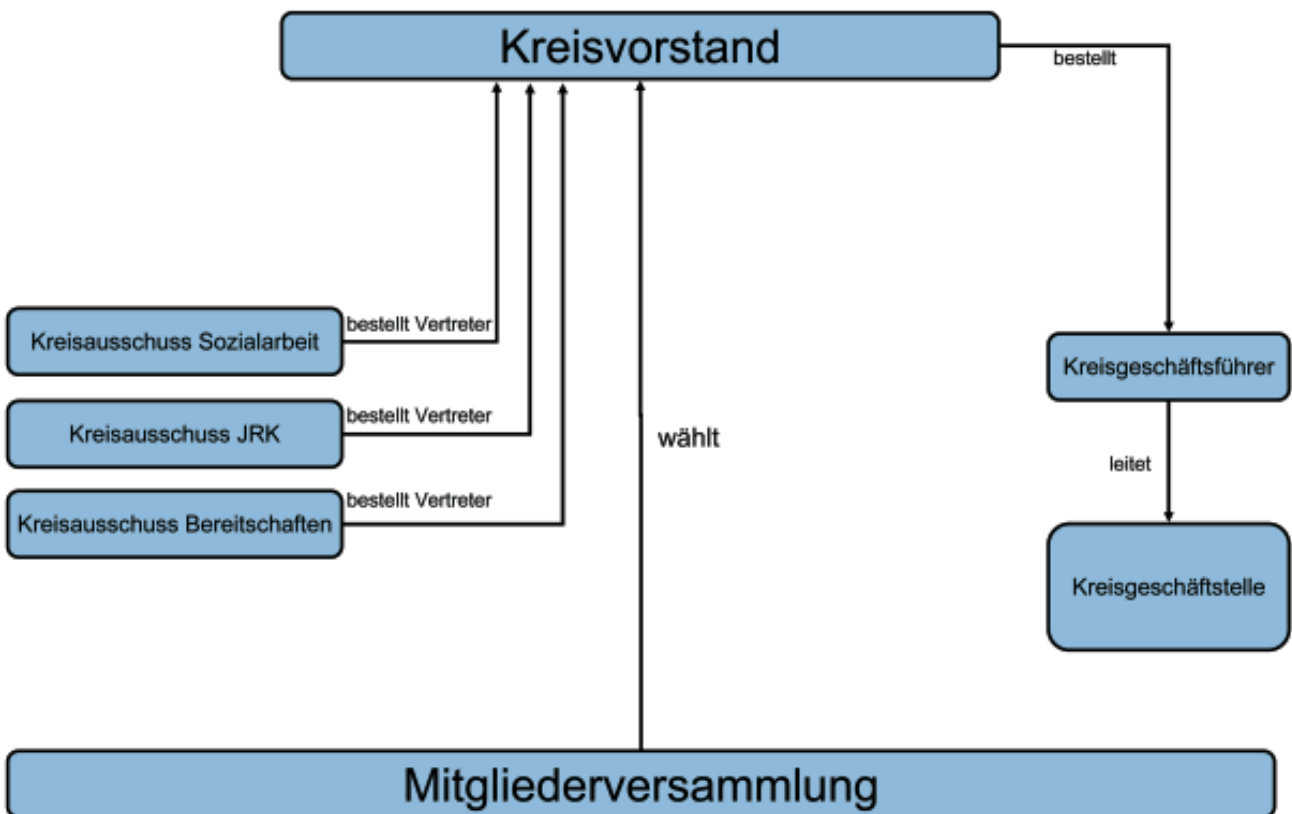 Kreisvorstand
bestellt
bestellt Vertreter
Kreisausschuss Sozialarbeit
Kreisgeschäftsführer
bestellt Vertreter
Kreisausschuss JRK
wählt
leitet
bestellt Vertreter
Kreisausschuss Bereitschaften
Kreisgeschäftstelle
Mitgliederversammlung